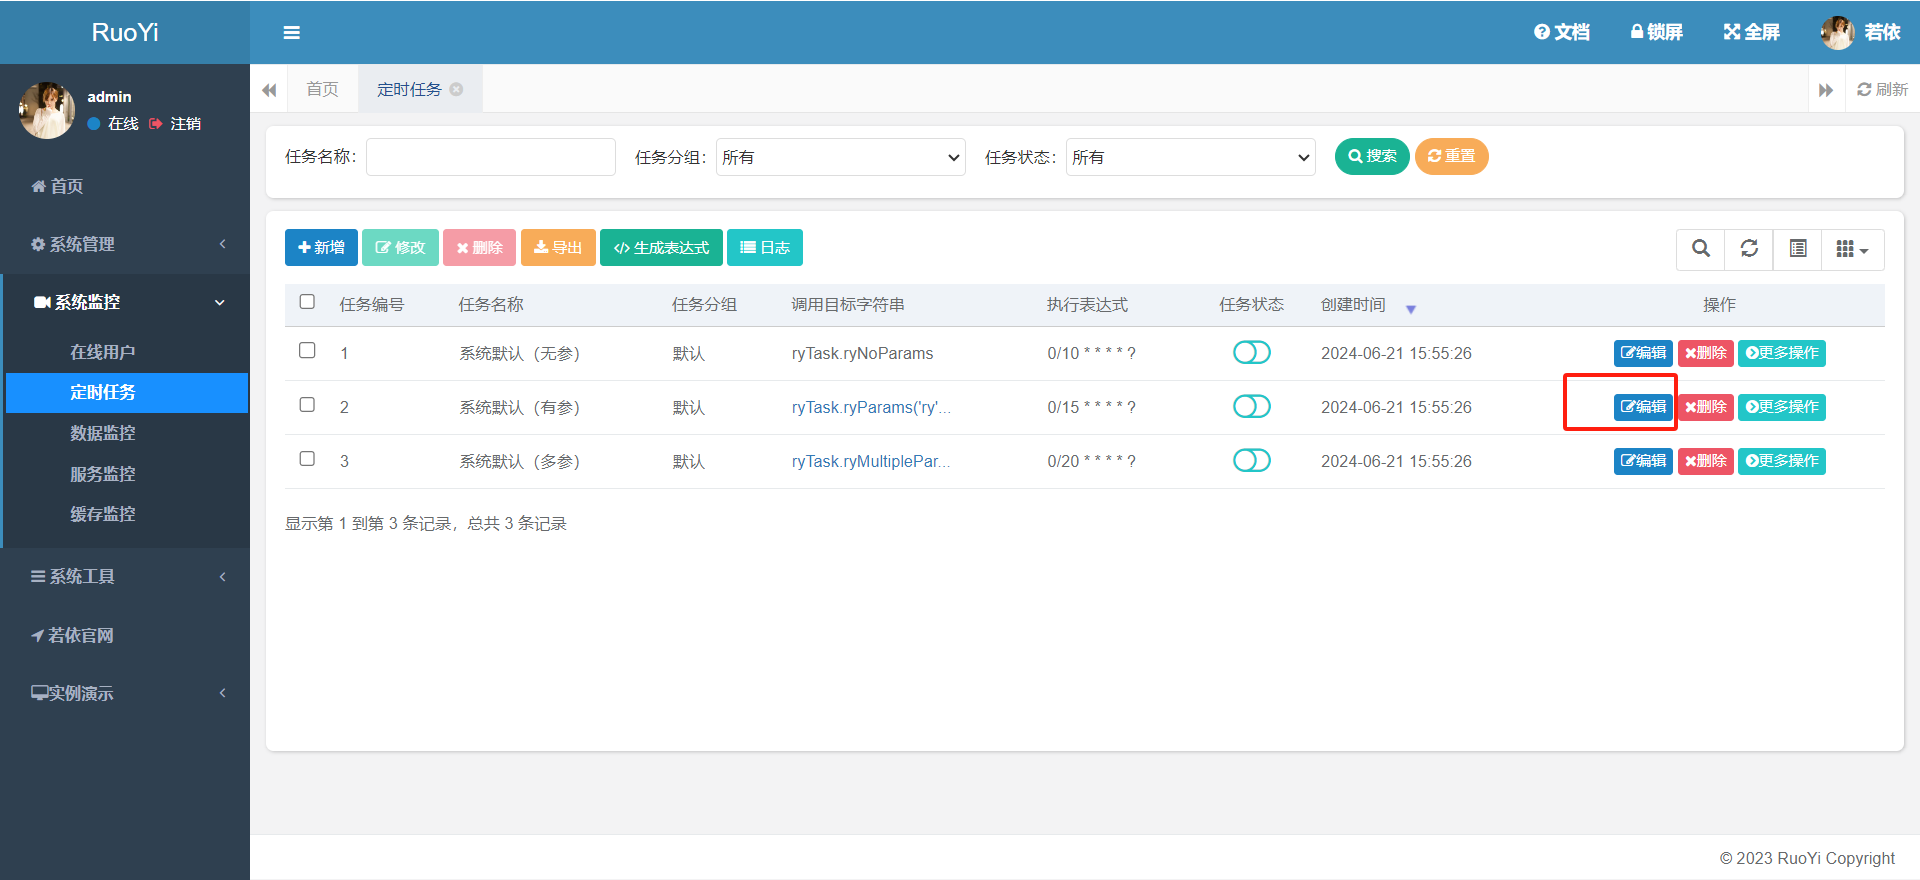 RuoYi
文档 锁屏 全屏 若依
admin
在线 注销
首页 定时任务 刷新
任务名称： 任务分组： 所有 任务状态： 所有 搜索 重置
首页
系统管理
系统监控
在线用户
定时任务
数据监控
服务监控
缓存监控
系统工具
若依官网
实例演示
新增 修改 删除 导出 生成表达式 日志
任务编号 任务名称 任务分组 调用目标字符串 执行表达式 任务状态 创建时间 操作
1 系统默认（无参） 默认 ryTask.ryNoParams 0/10 * * * * ? 2024-06-21 15:55:26 编辑 删除 更多操作
2 系统默认（有参） 默认 ryTask.ryParams('ry'... 0/15 * * * * ? 2024-06-21 15:55:26 编辑 删除 更多操作
3 系统默认（多参） 默认 ryTask.ryMultiplePar... 0/20 * * * * ? 2024-06-21 15:55:26 编辑 删除 更多操作
显示第 1 到第 3 条记录，总共 3 条记录
© 2023 RuoYi Copyright